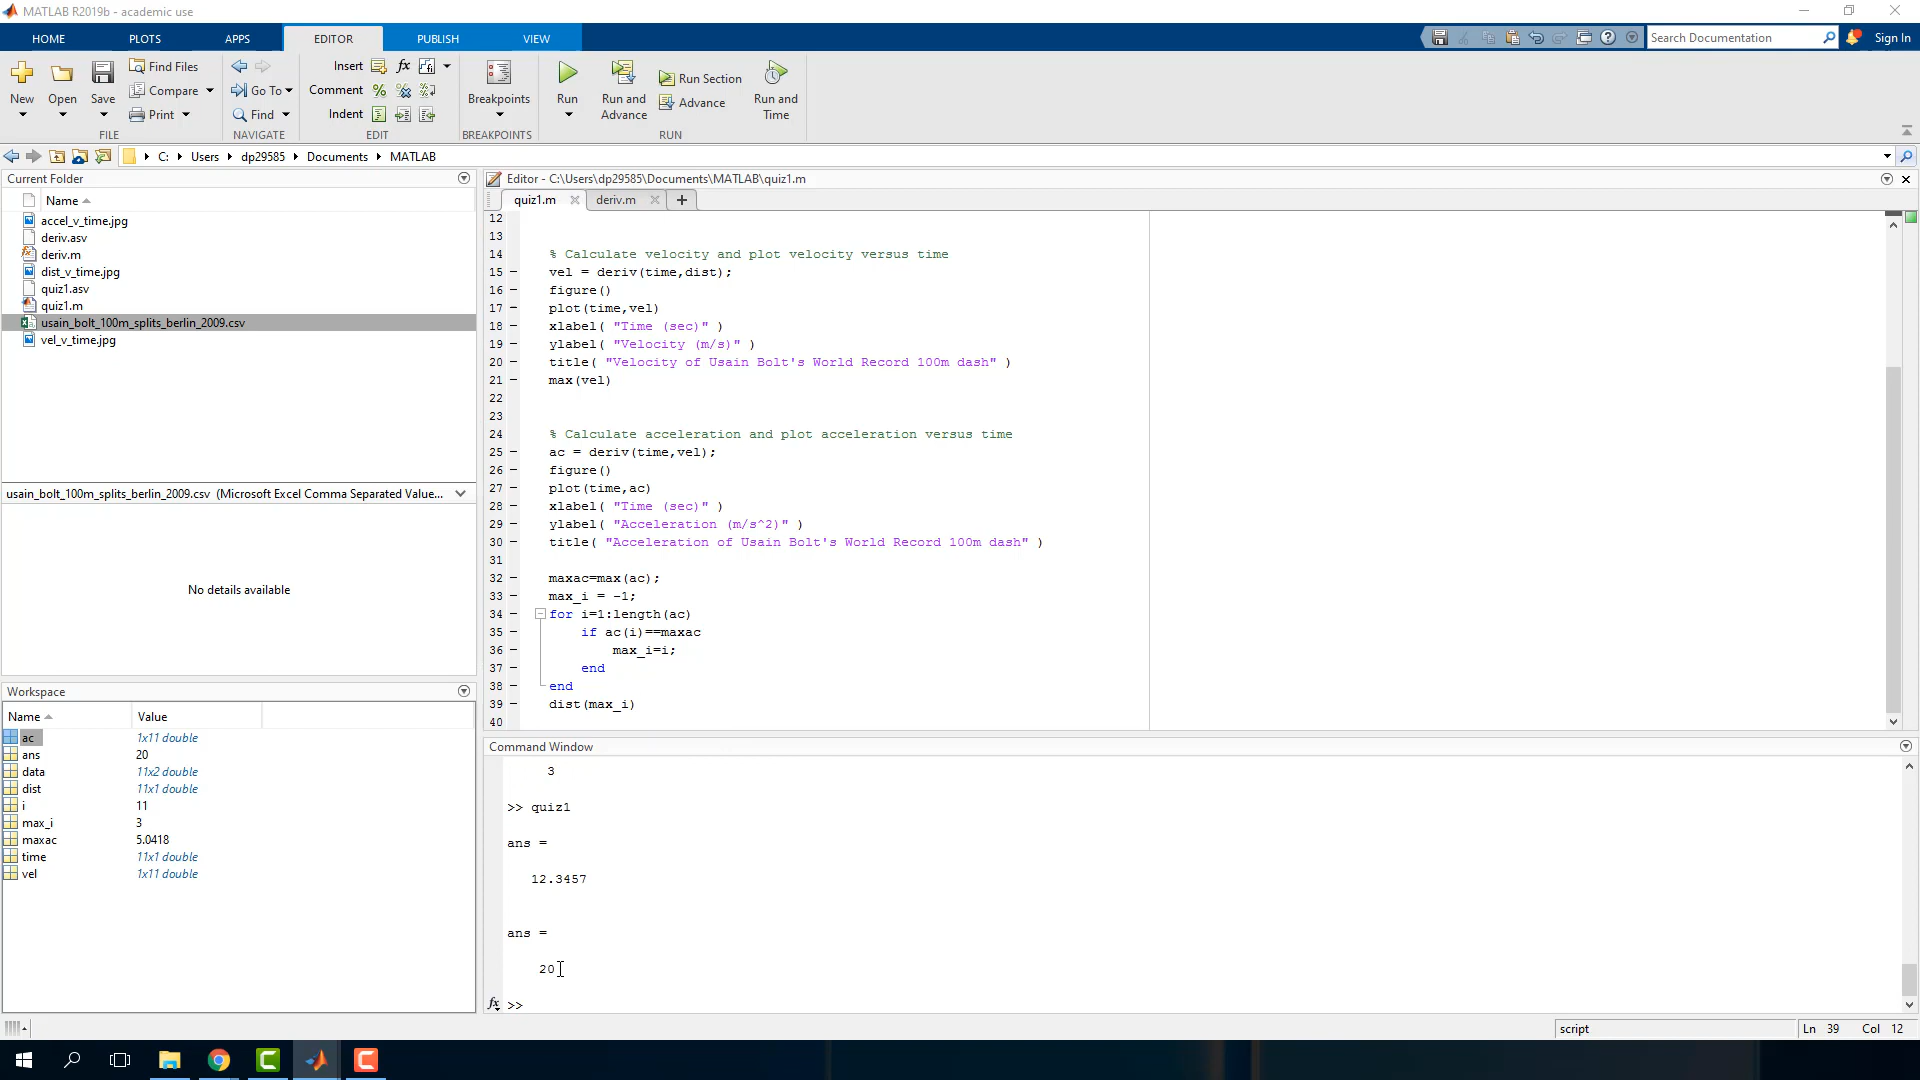 MATLAB R2019b - academic use
HOME PLOTS APPS EDITOR PUBLISH VIEW
Search Documentation
Sign In
New
Open
Save
Find Files
Compare
Print
FILE
Go To
Find
NAVIGATE
Insert fx
Comment
Indent
EDIT
Breakpoints
BREAKPOINTS
Run
Run and Advance
Run Section
Advance
Run and Time
RUN
C: Users dp29585 Documents MATLAB
Current Folder
Name
accel_v_time.jpg
deriv.asv
deriv.m
dist_v_time.jpg
quiz1.asv
quiz1.m
usain_bolt_100m_splits_berlin_2009.csv
vel_v_time.jpg
usain_bolt_100m_splits_berlin_2009.csv (Microsoft Excel Comma Separated Value...
No details available
Workspace
Name Value
ac 1x11 double
ans 20
data 11x2 double
dist 11x1 double
i 11
max_i 3
maxac 5.0418
time 11x1 double
vel 1x11 double
Editor - C:\Users\dp29585\Documents\MATLAB\quiz1.m
quiz1.m deriv.m +
12
13
14 % Calculate velocity and plot velocity versus time
15 - vel = deriv(time,dist);
16 - figure()
17 - plot(time,vel)
18 - xlabel( "Time (sec)" )
19 - ylabel( "Velocity (m/s)" )
20 - title( "Velocity of Usain Bolt's World Record 100m dash" )
21 - max(vel)
22
23
24 % Calculate acceleration and plot acceleration versus time
25 - ac = deriv(time,vel);
26 - figure()
27 - plot(time,ac)
28 - xlabel( "Time (sec)" )
29 - ylabel( "Acceleration (m/s^2)" )
30 - title( "Acceleration of Usain Bolt's World Record 100m dash" )
31
32 - maxac=max(ac);
33 - max_i = -1;
34 - for i=1:length(ac)
35 - if ac(i)==maxac
36 - max_i=i;
37 - end
38 - end
39 - dist(max_i)
40
Command Window
3
>> quiz1
ans =
12.3457
ans =
20
fx >>
script
Ln 39 Col 12